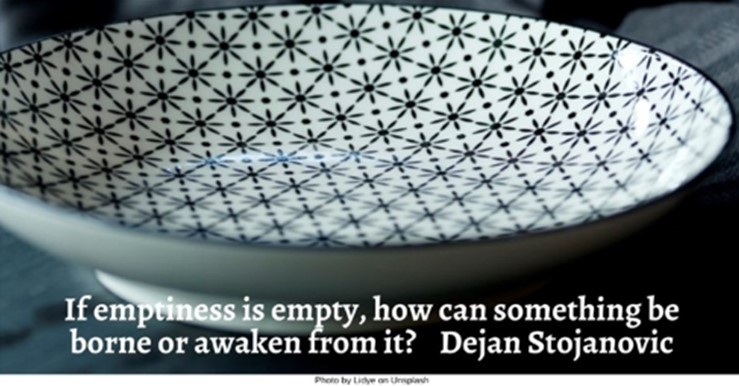 If emptiness is empty, how can something be
borne or awaken from it? Dejan Stojanovic
Photo by Lidye on Unsplash